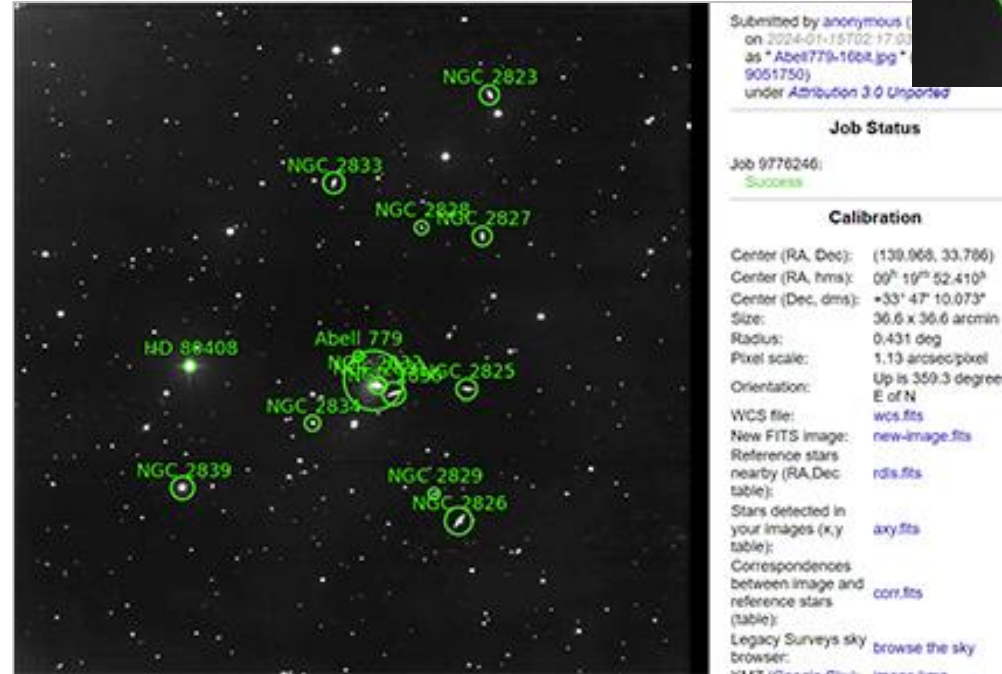 NGC 2823
NGC 2833
NGC 2828
NGC 2827
Abell 779
HD 80408
NGC 2825
NGC 2834
NGC 2839
NGC 2829
NGC 2826
Submitted by anonymous (
on 2024-01-15T02:17:03
as "Abell779-16bit.jpg" (
9051750)
under Attribution 3.0 Unported
Job Status
Job 9776246:
Success
Calibration
Center (RA, Dec): (139.968, 33.786)
Center (RA, hms): 09h 19m 52.410s
Center (Dec, dms): +33° 47' 10.073"
Size: 36.6 x 36.6 arcmin
Radius: 0.431 deg
Pixel scale: 1.13 arcsec/pixel
Orientation: Up is 359.3 degrees
E of N
WCS file: wcs.fits
New FITS image: new-image.fits
Reference stars
nearby (RA,Dec rdls.fits
table):
Stars detected in
your images (x,y axy.fits
table):
Correspondences
between image and
reference stars corr.fits
(table):
Legacy Surveys sky browse the sky
browser: